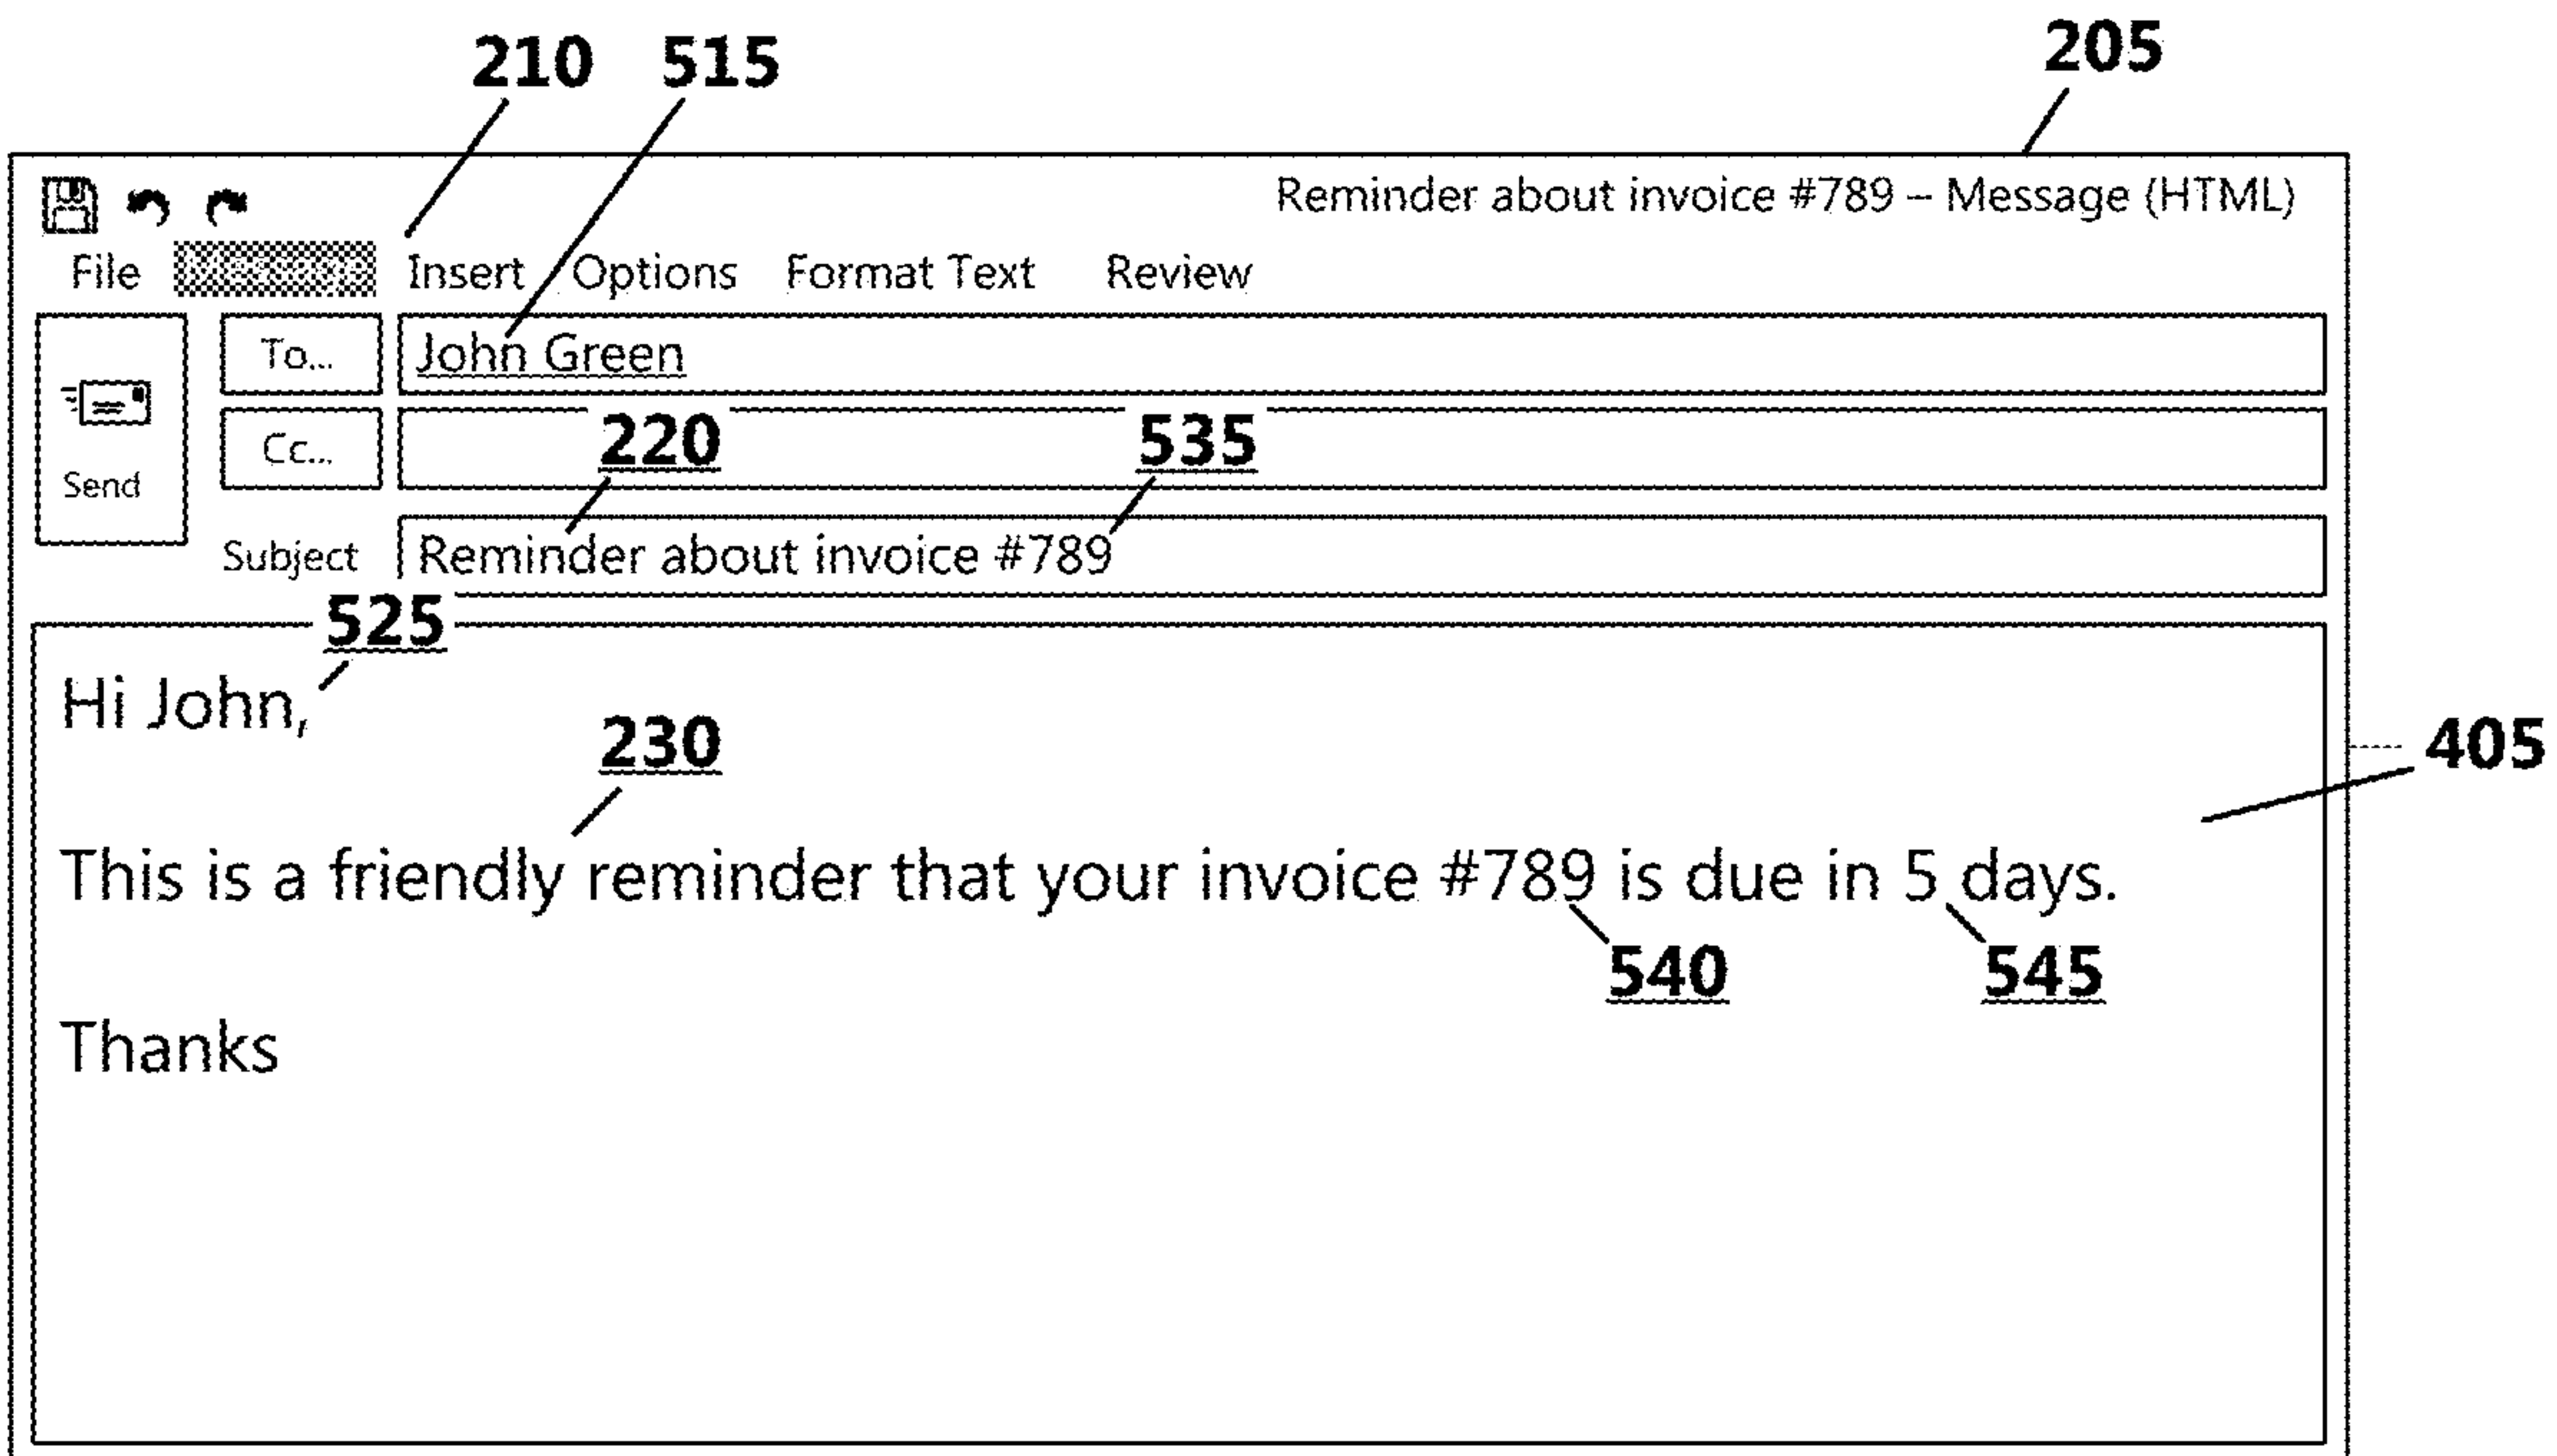 210 515 205
Reminder about invoice #789 – Message (HTML)
File Insert Options Format Text Review
To... John Green
Cc... 220 535
Send
Subject Reminder about invoice #789
525
Hi John,
230
405
This is a friendly reminder that your invoice #789 is due in 5 days.
540 545
Thanks